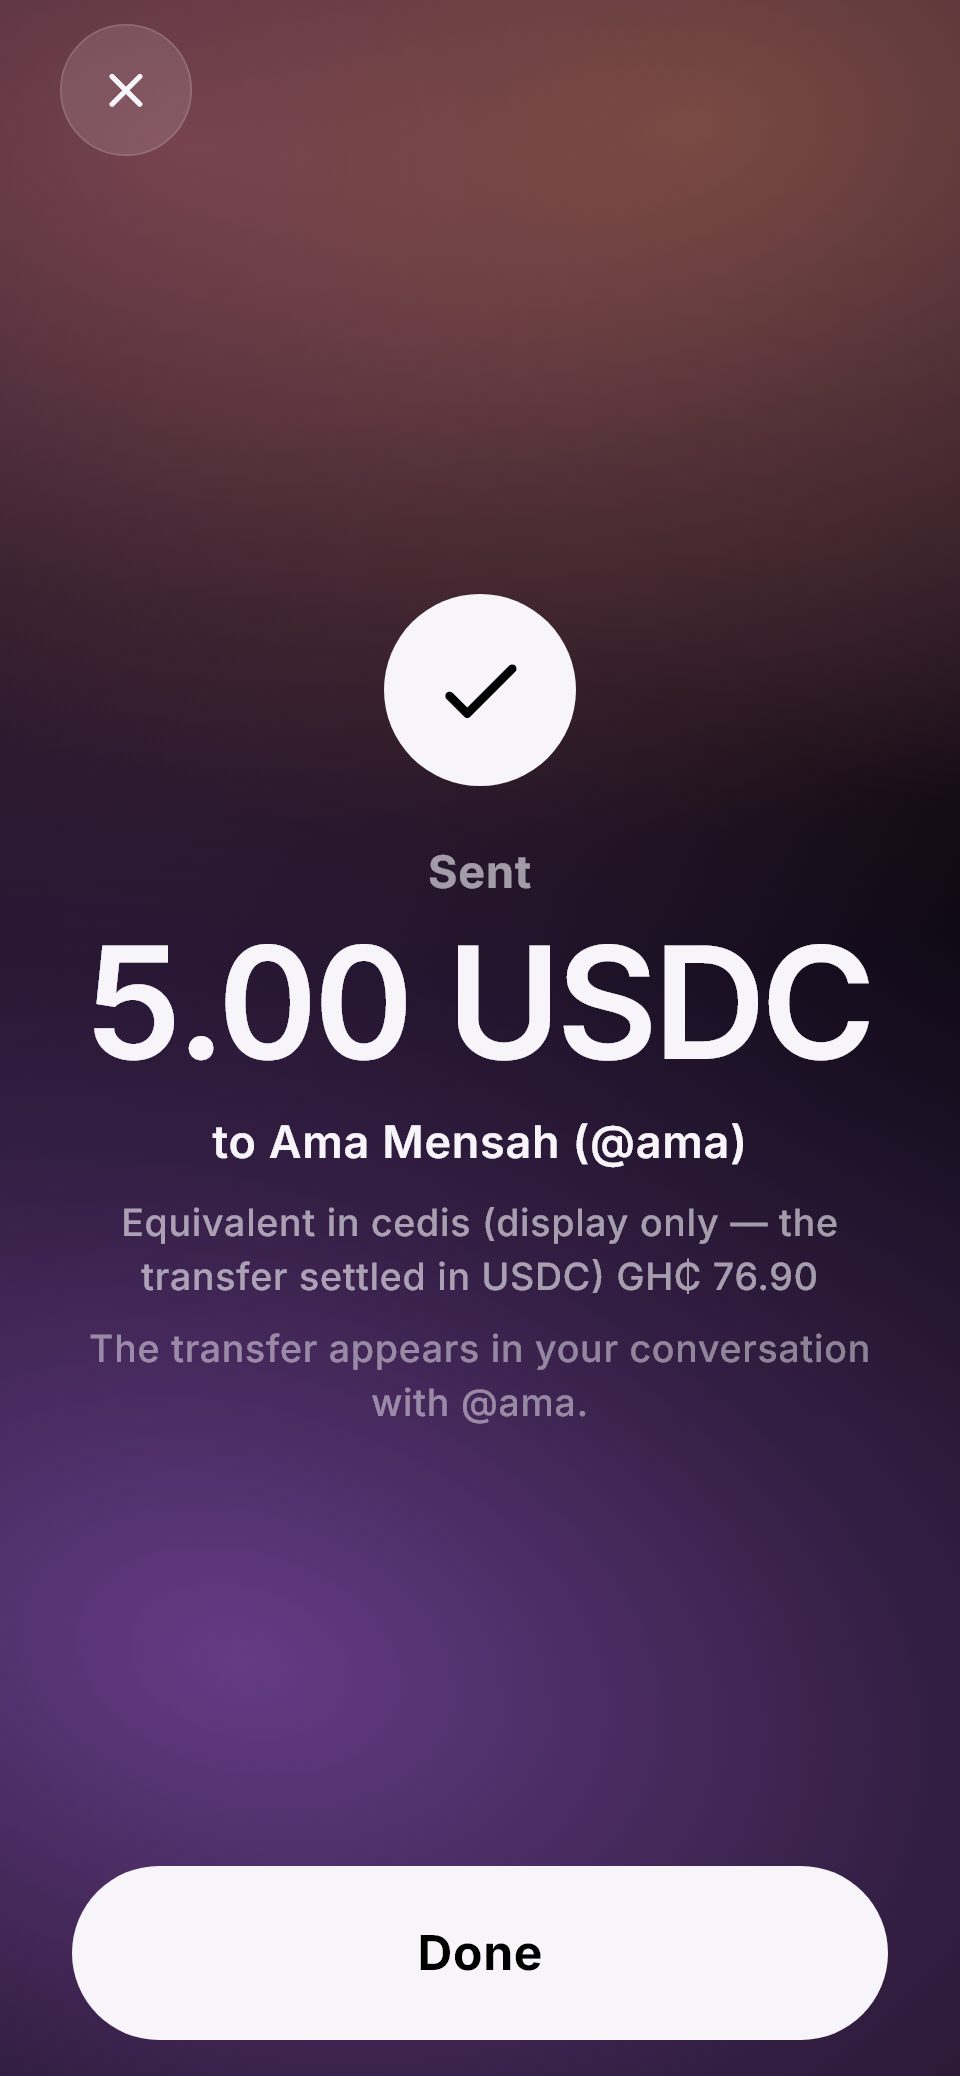 Sent
5.00 USDC
to Ama Mensah (@ama)
Equivalent in cedis (display only — the
transfer settled in USDC) GH₵ 76.90
The transfer appears in your conversation
with @ama.
Done